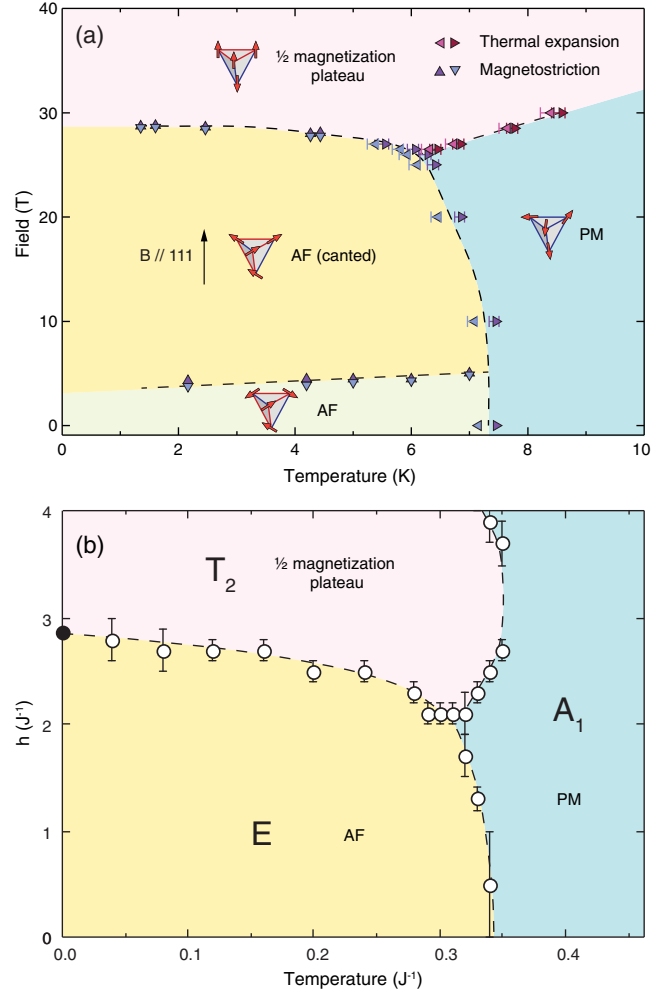 (a)
½ magnetization
plateau
Thermal expansion
Magnetostriction
B // 111
AF (canted)
PM
AF
Field (T)
40
30
20
10
0
0
2
4
6
8
10
Temperature (K)
(b)
T2
½ magnetization
plateau
A1
PM
E
AF
h (J-1)
4
3
2
1
0
0.0
0.1
0.2
0.3
0.4
Temperature (J-1)